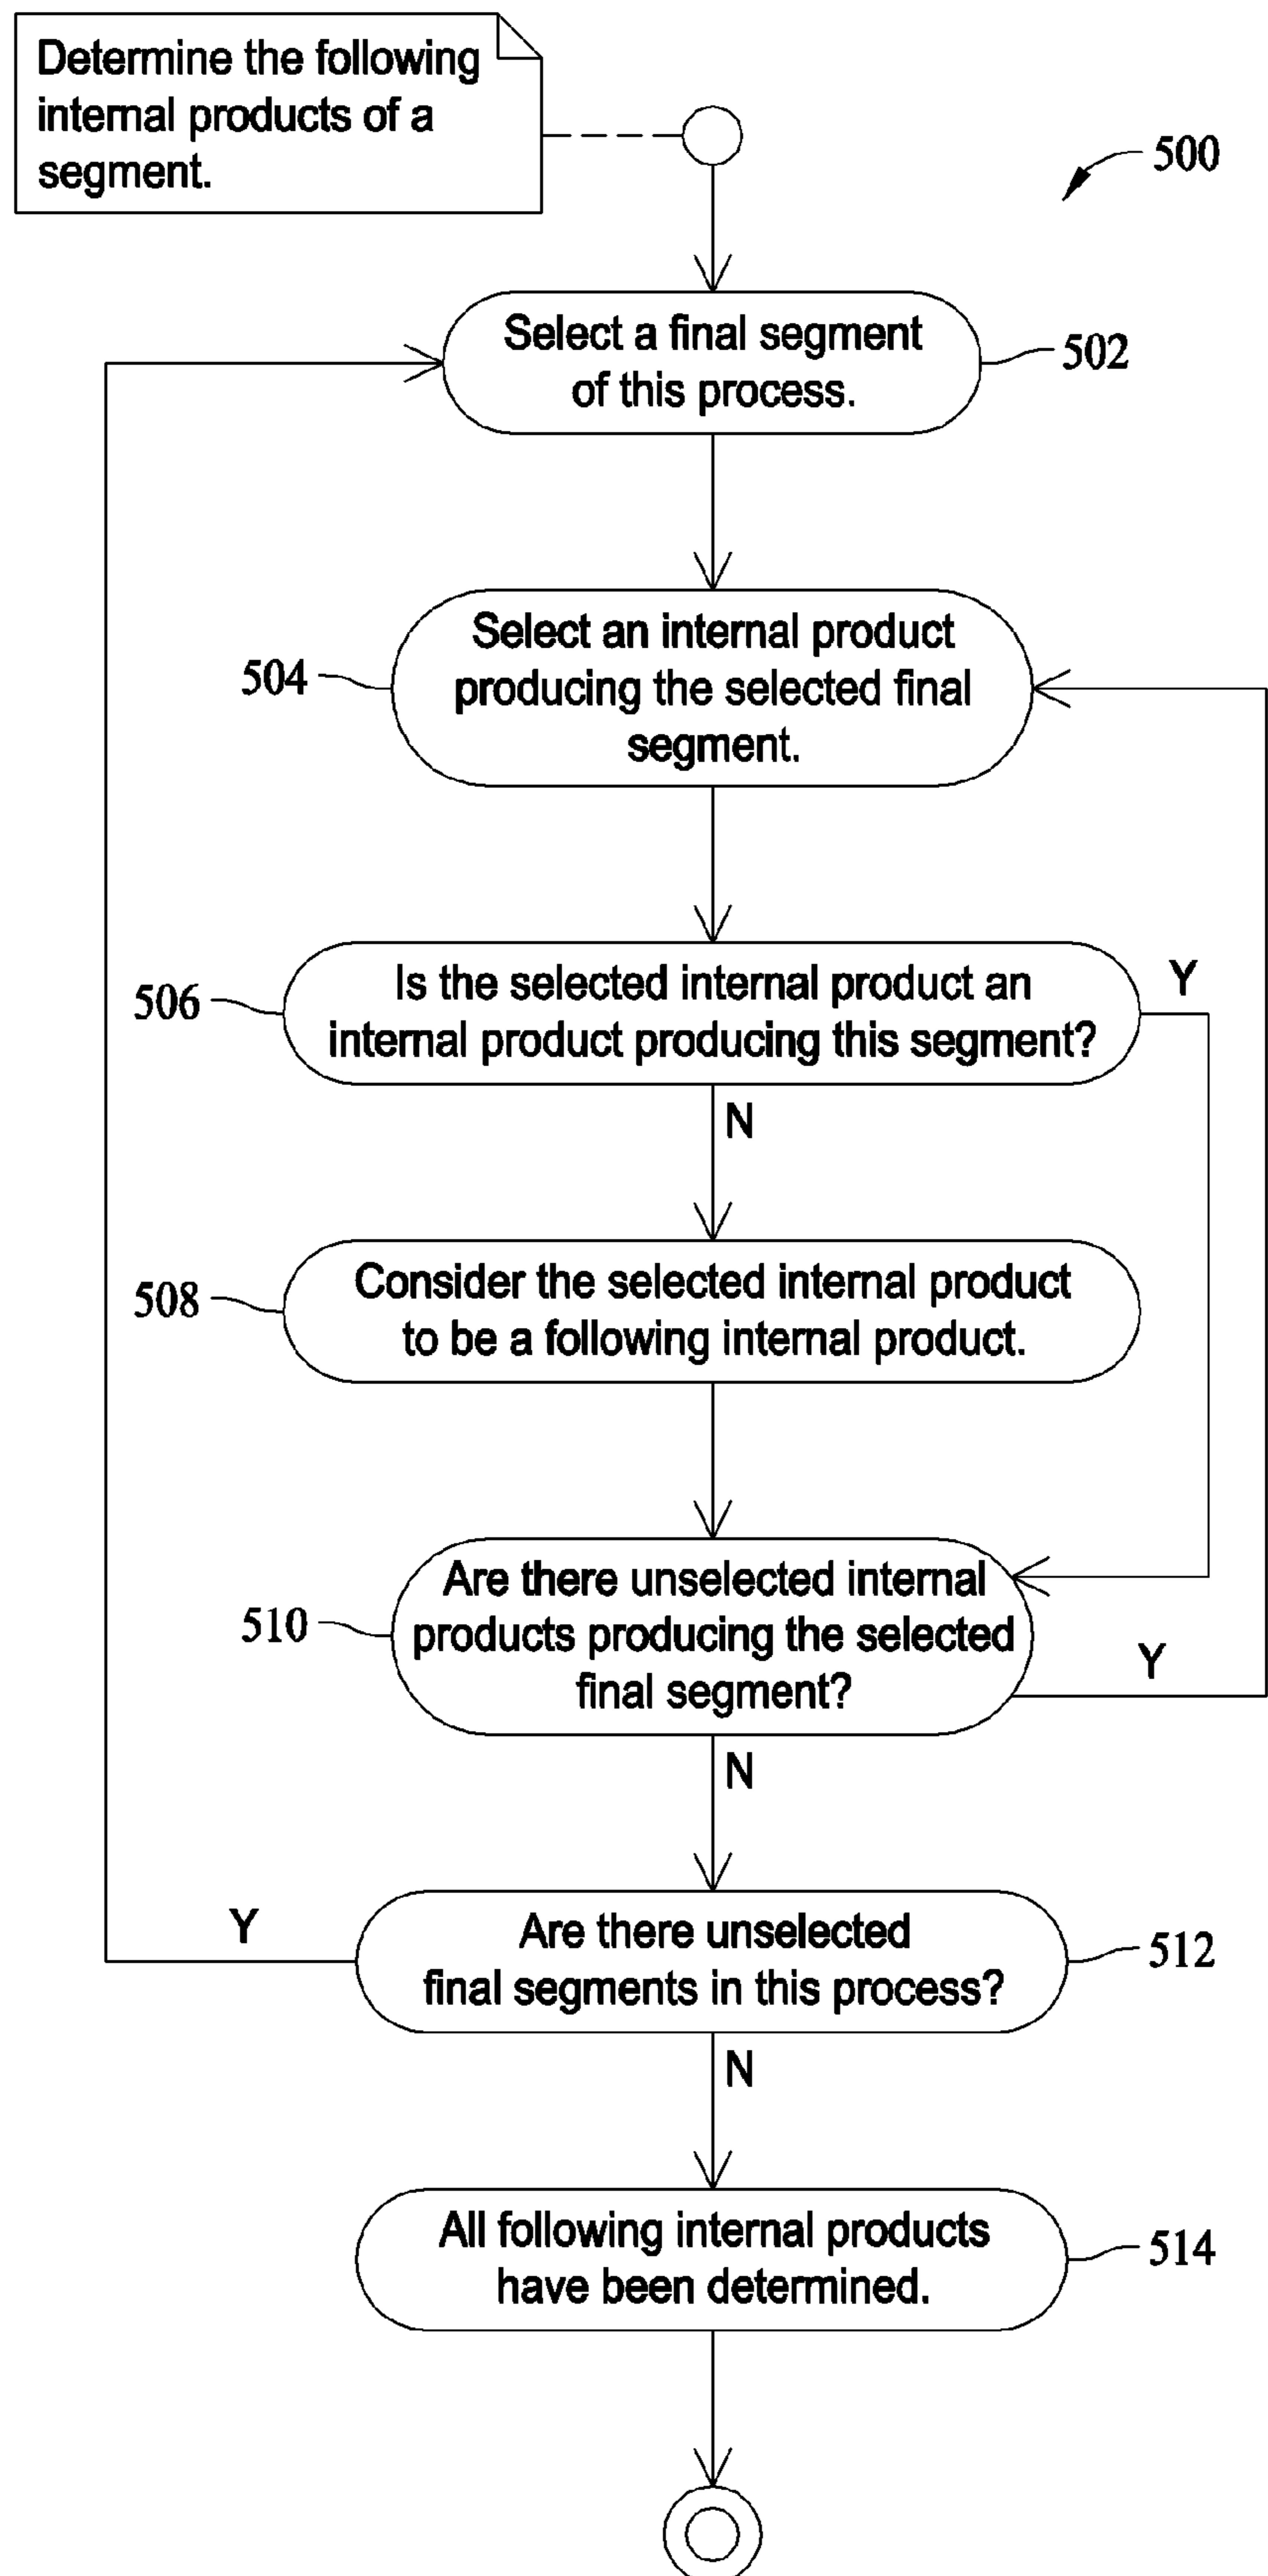 Determine the following
internal products of a
segment.
500
Select a final segment
of this process.
502
504
Select an internal product
producing the selected final
segment.
506
Is the selected internal product an
internal product producing this segment?
Y
N
508
Consider the selected internal product
to be a following internal product.
510
Are there unselected internal
products producing the selected
final segment?
Y
N
Y
Are there unselected
final segments in this process?
512
N
All following internal products
have been determined.
514